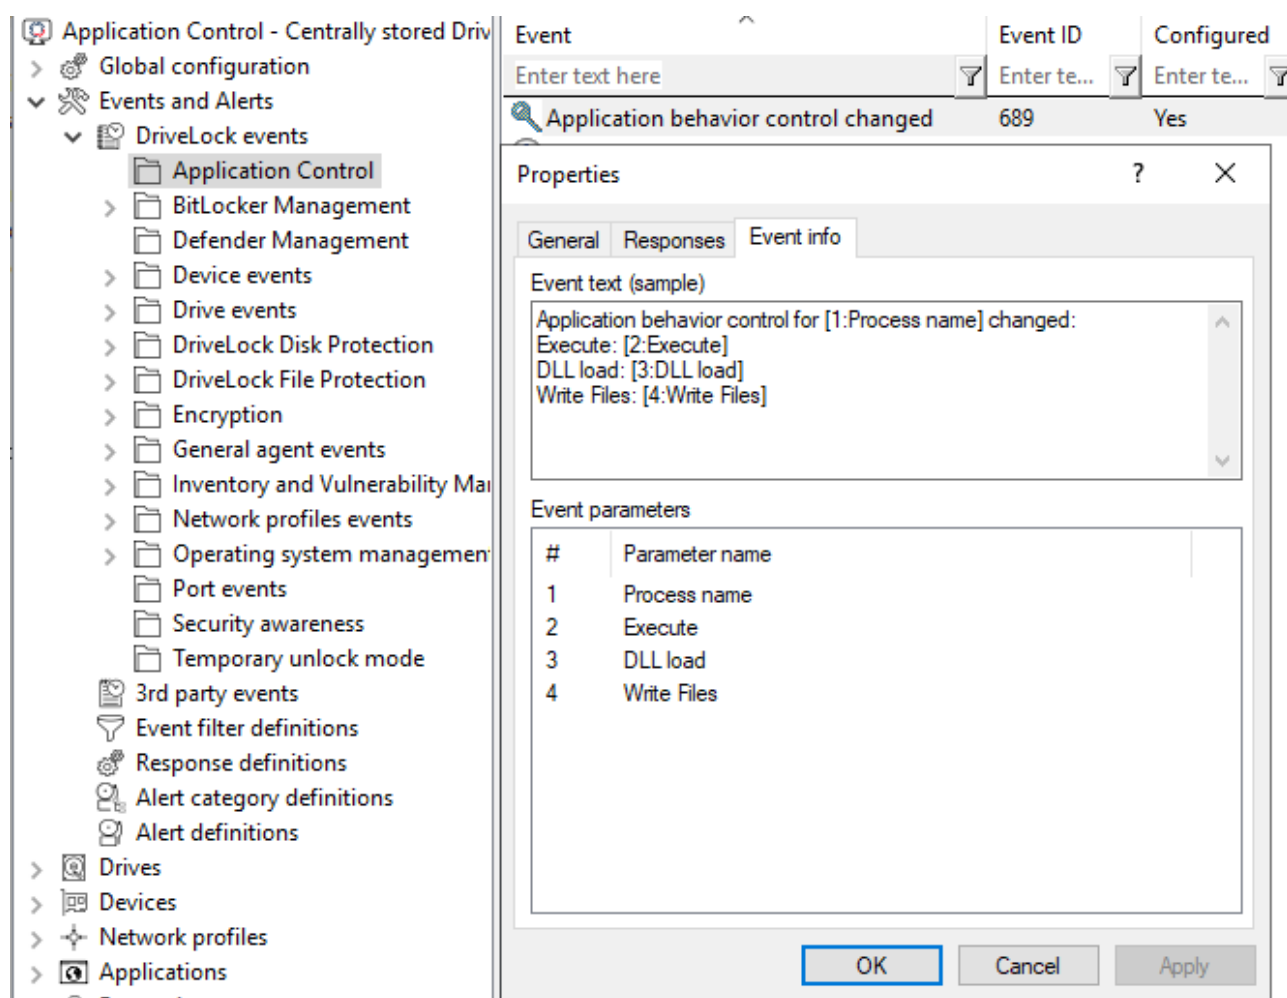 Application Control - Centrally stored Driv
Global configuration
Events and Alerts
DriveLock events
Application Control
BitLocker Management
Defender Management
Device events
Drive events
DriveLock Disk Protection
DriveLock File Protection
Encryption
General agent events
Inventory and Vulnerability Ma
Network profiles events
Operating system managemen
Port events
Security awareness
Temporary unlock mode
3rd party events
Event filter definitions
Response definitions
Alert category definitions
Alert definitions
Drives
Devices
Network profiles
Applications
Event Event ID Configured
Enter text here Enter te... Enter te...
Application behavior control changed 689 Yes
Properties ?
General Responses Event info
Event text (sample)
Application behavior control for [1:Process name] changed:
Execute: [2:Execute]
DLL load: [3:DLL load]
Write Files: [4:Write Files]
Event parameters
# Parameter name
1 Process name
2 Execute
3 DLL load
4 Write Files
OK Cancel Apply